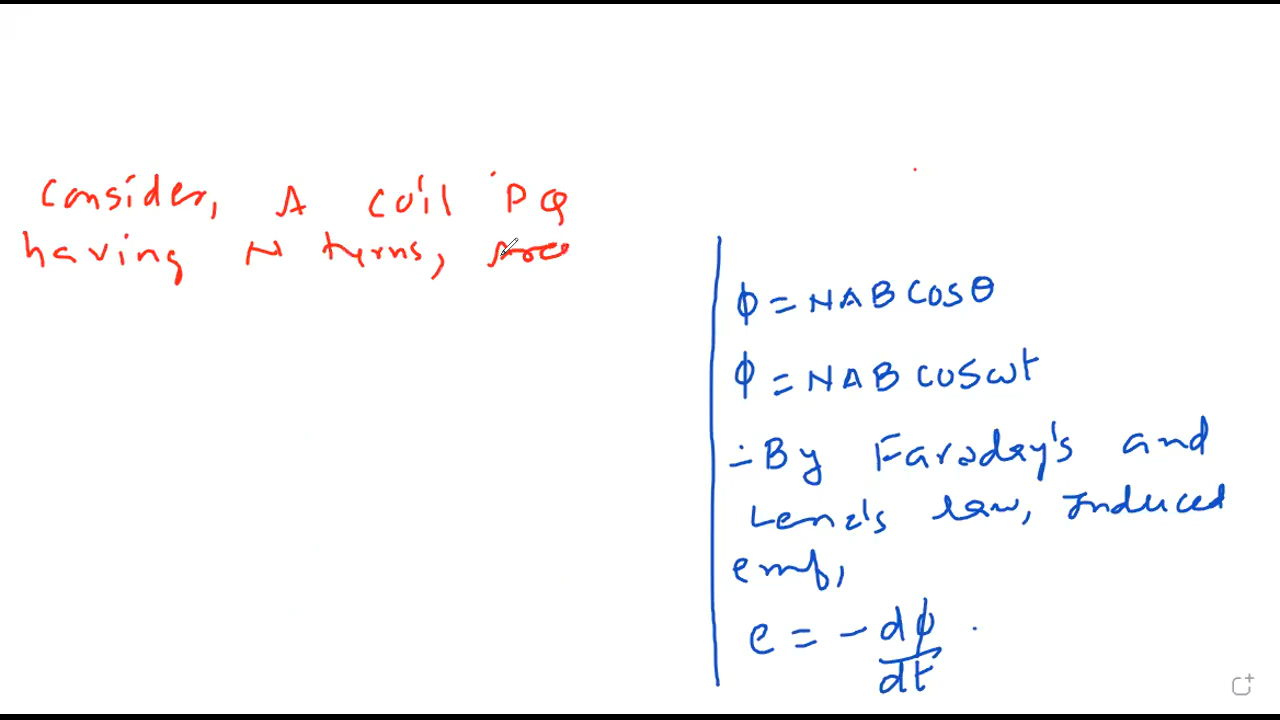 Consider, A coil PQ
having N turns,
ϕ = NAB COSθ
ϕ = NAB COSωt
∴ By Faraday's and
Lenz's law, Induced
emf,
e = -dϕ/dt